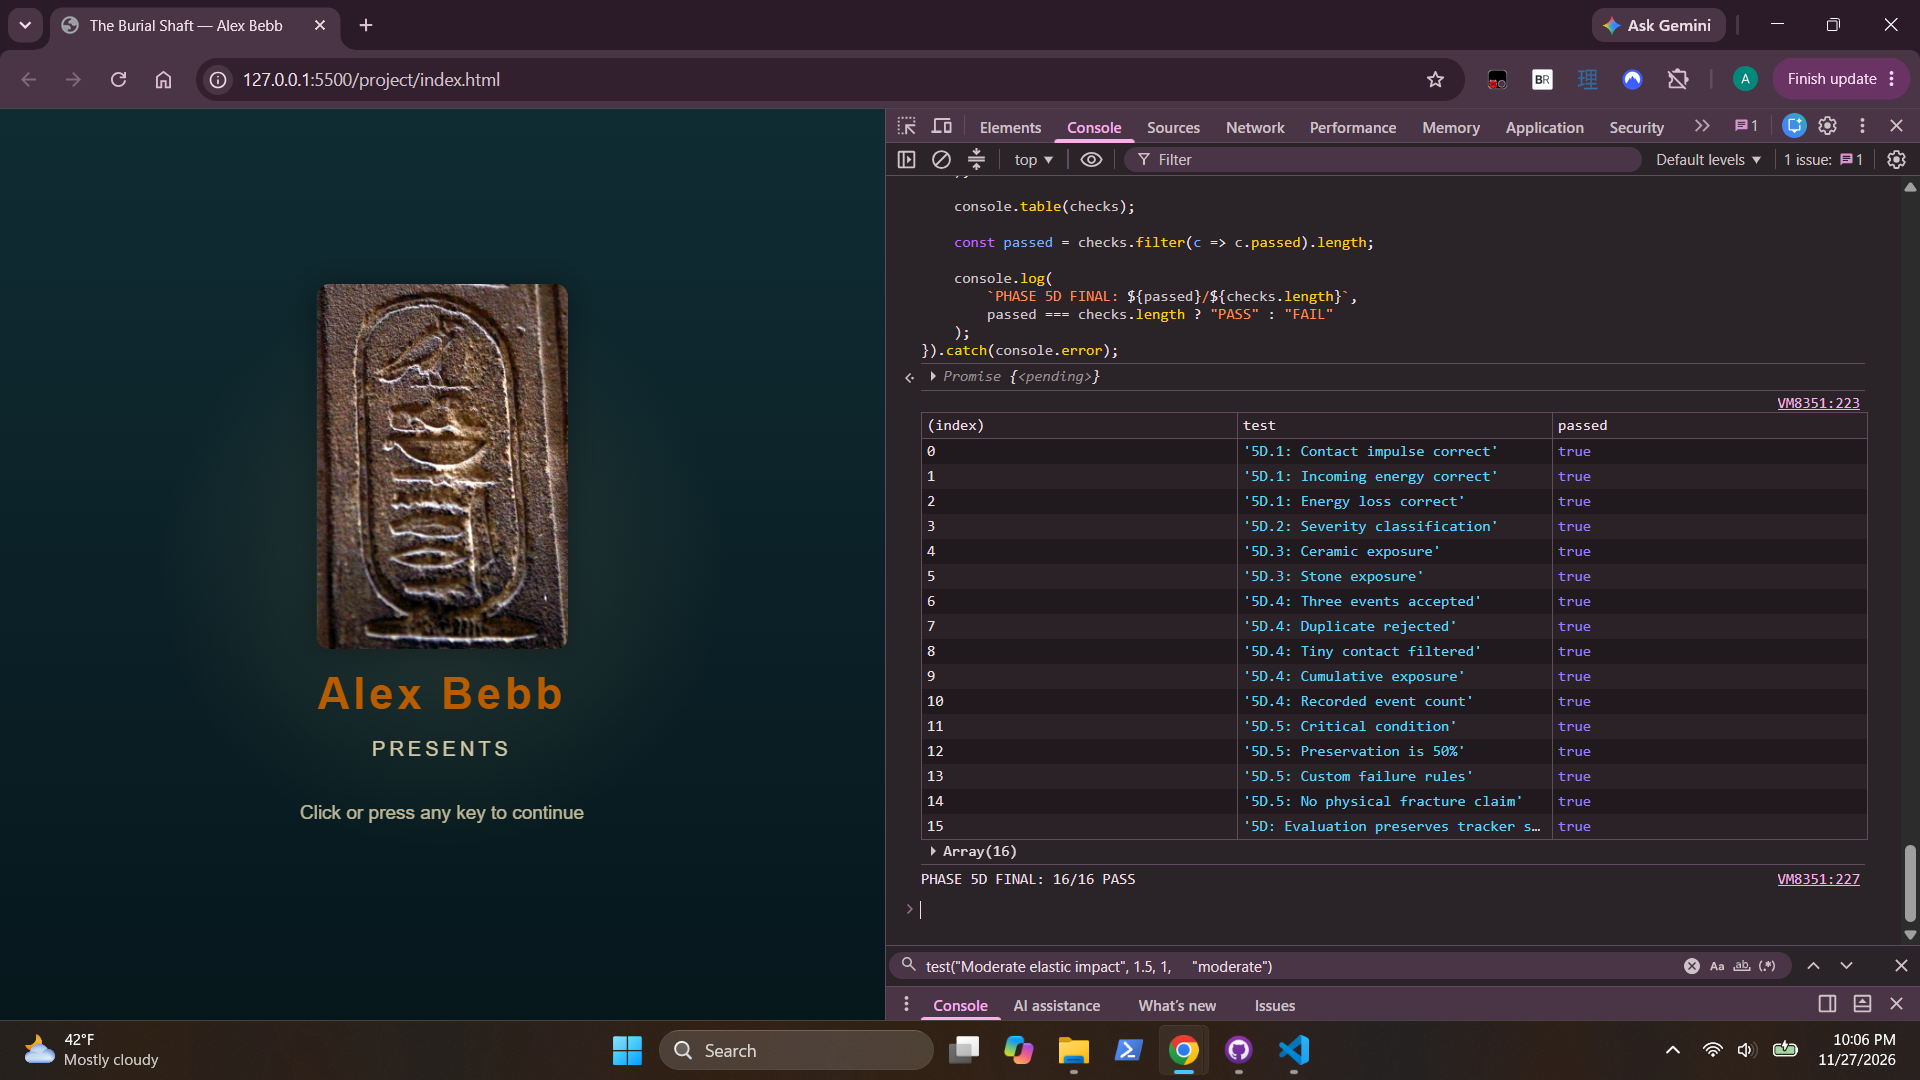 The Burial Shaft — Alex Bebb
Ask Gemini
127.0.0.1:5500/project/index.html
BR
理
A
Finish update
Elements Console Sources Network Performance Memory Application Security
1
top
Filter
Default levels
1 issue: 1
console.table(checks);
const passed = checks.filter(c => c.passed).length;
console.log(
`PHASE 5D FINAL: ${passed}/${checks.length}`,
passed === checks.length ? "PASS" : "FAIL"
);
}).catch(console.error);
Promise {<pending>}
VM8351:223
(index) test passed
0 '5D.1: Contact impulse correct' true
1 '5D.1: Incoming energy correct' true
2 '5D.1: Energy loss correct' true
3 '5D.2: Severity classification' true
4 '5D.3: Ceramic exposure' true
5 '5D.3: Stone exposure' true
6 '5D.4: Three events accepted' true
7 '5D.4: Duplicate rejected' true
8 '5D.4: Tiny contact filtered' true
9 '5D.4: Cumulative exposure' true
10 '5D.4: Recorded event count' true
11 '5D.5: Critical condition' true
12 '5D.5: Preservation is 50%' true
13 '5D.5: Custom failure rules' true
14 '5D.5: No physical fracture claim' true
15 '5D: Evaluation preserves tracker s… true
Array(16)
PHASE 5D FINAL: 16/16 PASS VM8351:227
test("Moderate elastic impact", 1.5, 1, "moderate")
Aa ab (.*)
Console AI assistance What's new Issues
Alex Bebb
PRESENTS
Click or press any key to continue
42°F
Mostly cloudy
Search
10:06 PM
11/27/2026